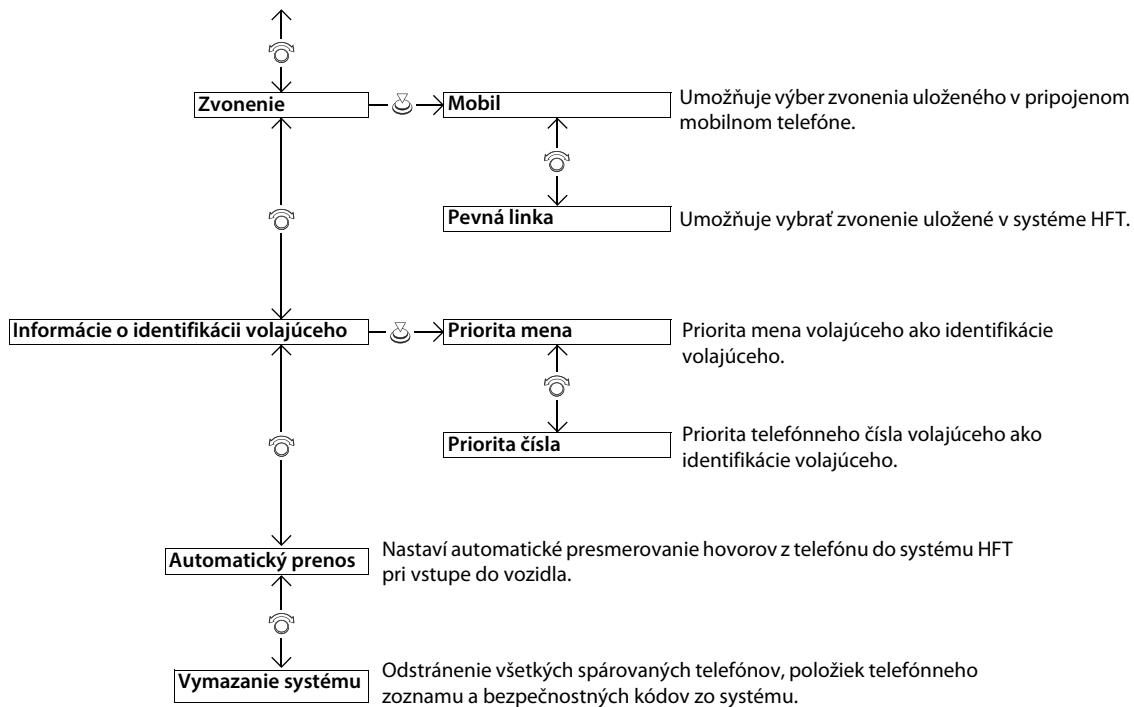 Zvonenie
Mobil
Umožňuje výber zvonenia uloženého v pripojenom
mobilnom telefóne.
Pevná linka
Umožňuje vybrať zvonenie uložené v systéme HFT.
Informácie o identifikácii volajúceho
Priorita mena
Priorita mena volajúceho ako identifikácie
volajúceho.
Priorita čísla
Priorita telefónneho čísla volajúceho ako
identifikácie volajúceho.
Automatický prenos
Nastaví automatické presmerovanie hovorov z telefónu do systému HFT
pri vstupe do vozidla.
Vymazanie systému
Odstránenie všetkých spárovaných telefónov, položiek telefónneho
zoznamu a bezpečnostných kódov zo systému.